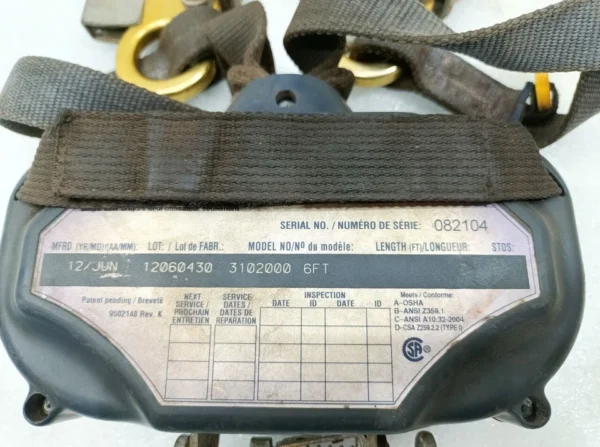 SERIAL NO. / NUMÉRO DE SÉRIE: 082104
MFRD (YR/MO)/(AA/MM): LOT: / Lot de FABR.: MODEL NO/Nº du modèle: LENGTH (FT)/LONGUEUR: STDS:
12/JUN 12060430 3102000 6FT
Patent pending / Breveté
9502148 Rev. K
NEXT SERVICE / PROCHAIN ENTRETIEN
SERVICE DATES / DATES DE REPARATION
INSPECTION
DATE ID DATE ID
Meets / Conforme:
A-OSHA
B-ANSI Z359.1
C-ANSI A10.32-2004
D-CSA Z259.2.2 (TYPE I)
SA